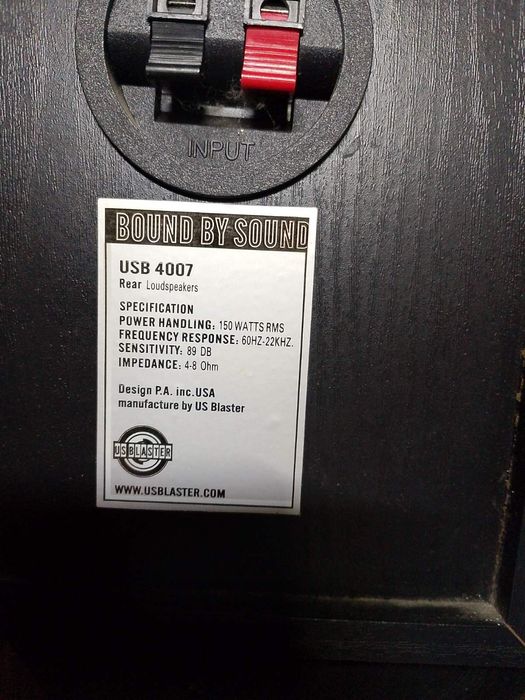 INPUT
BOUND BY SOUND
USB 4007
Rear Loudspeakers
SPECIFICATION
POWER HANDLING: 150 WATTS RMS
FREQUENCY RESPONSE: 60HZ-22KHZ.
SENSITIVITY: 89 DB
IMPEDANCE: 4-8 Ohm
Design P.A. inc.USA
manufacture by US Blaster
US BLASTER
WWW.USBLASTER.COM